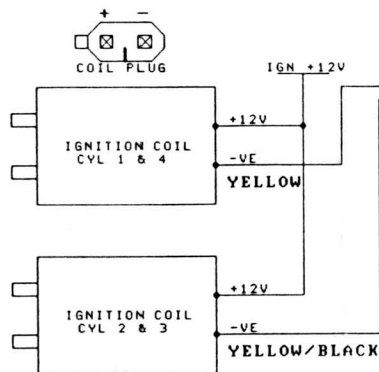 + -
COIL PLUG
IGN +12V
+12V
IGNITION COIL
CYL 1 & 4
-VE
YELLOW
+12V
IGNITION COIL
CYL 2 & 3
-VE
YELLOW/BLACK